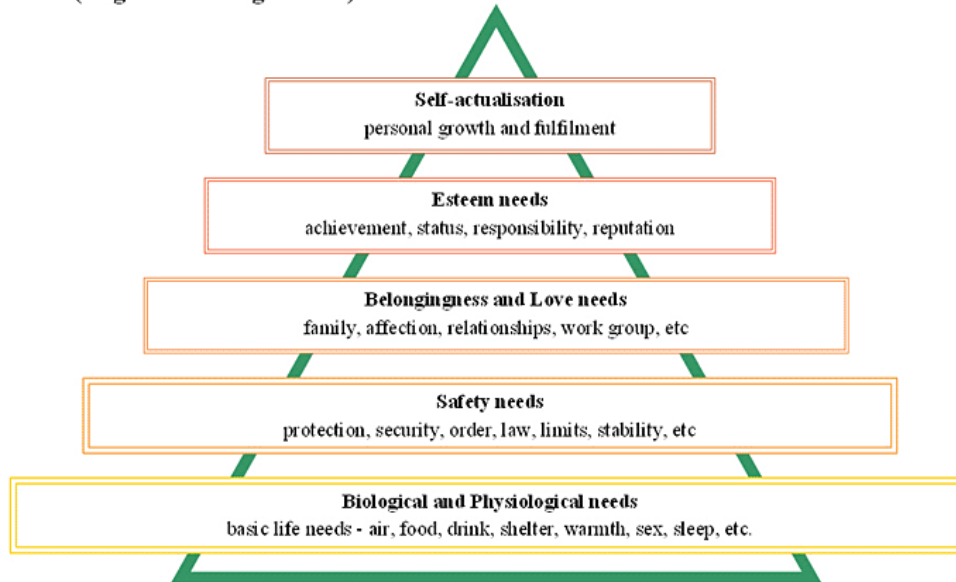 Self-actualisation
personal growth and fulfilment
Esteem needs
achievement, status, responsibility, reputation
Belongingness and Love needs
family, affection, relationships, work group, etc
Safety needs
protection, security, order, law, limits, stability, etc
Biological and Physiological needs
basic life needs - air, food, drink, shelter, warmth, sex, sleep, etc.